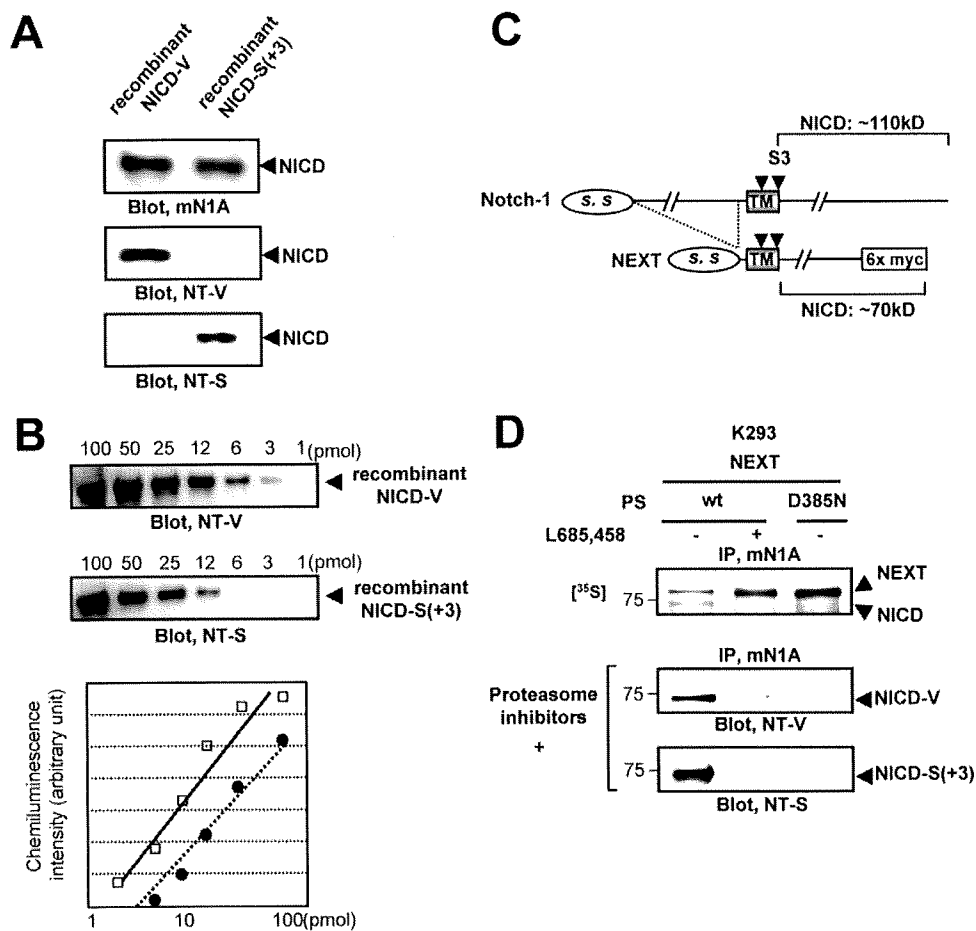 A
recombinant
NICD-V
recombinant
NICD-S(+3)
NICD
Blot, mN1A
NICD
Blot, NT-V
NICD
Blot, NT-S
B
100 50 25 12 6 3 1 (pmol)
recombinant
NICD-V
Blot, NT-V
100 50 25 12 6 3 1(pmol)
recombinant
NICD-S(+3)
Blot, NT-S
Chemiluminescence
intensity (arbitrary unit)
1 10 100(pmol)
C
NICD: ~110kD
S3
Notch-1
s. s
TM
NEXT
s. s
TM
6x myc
NICD: ~70kD
D
K293
NEXT
PS wt D385N
L685,458 - + -
IP, mN1A
[35S]
75
NEXT
NICD
IP, mN1A
Proteasome
inhibitors
+
75
NICD-V
Blot, NT-V
75
NICD-S(+3)
Blot, NT-S